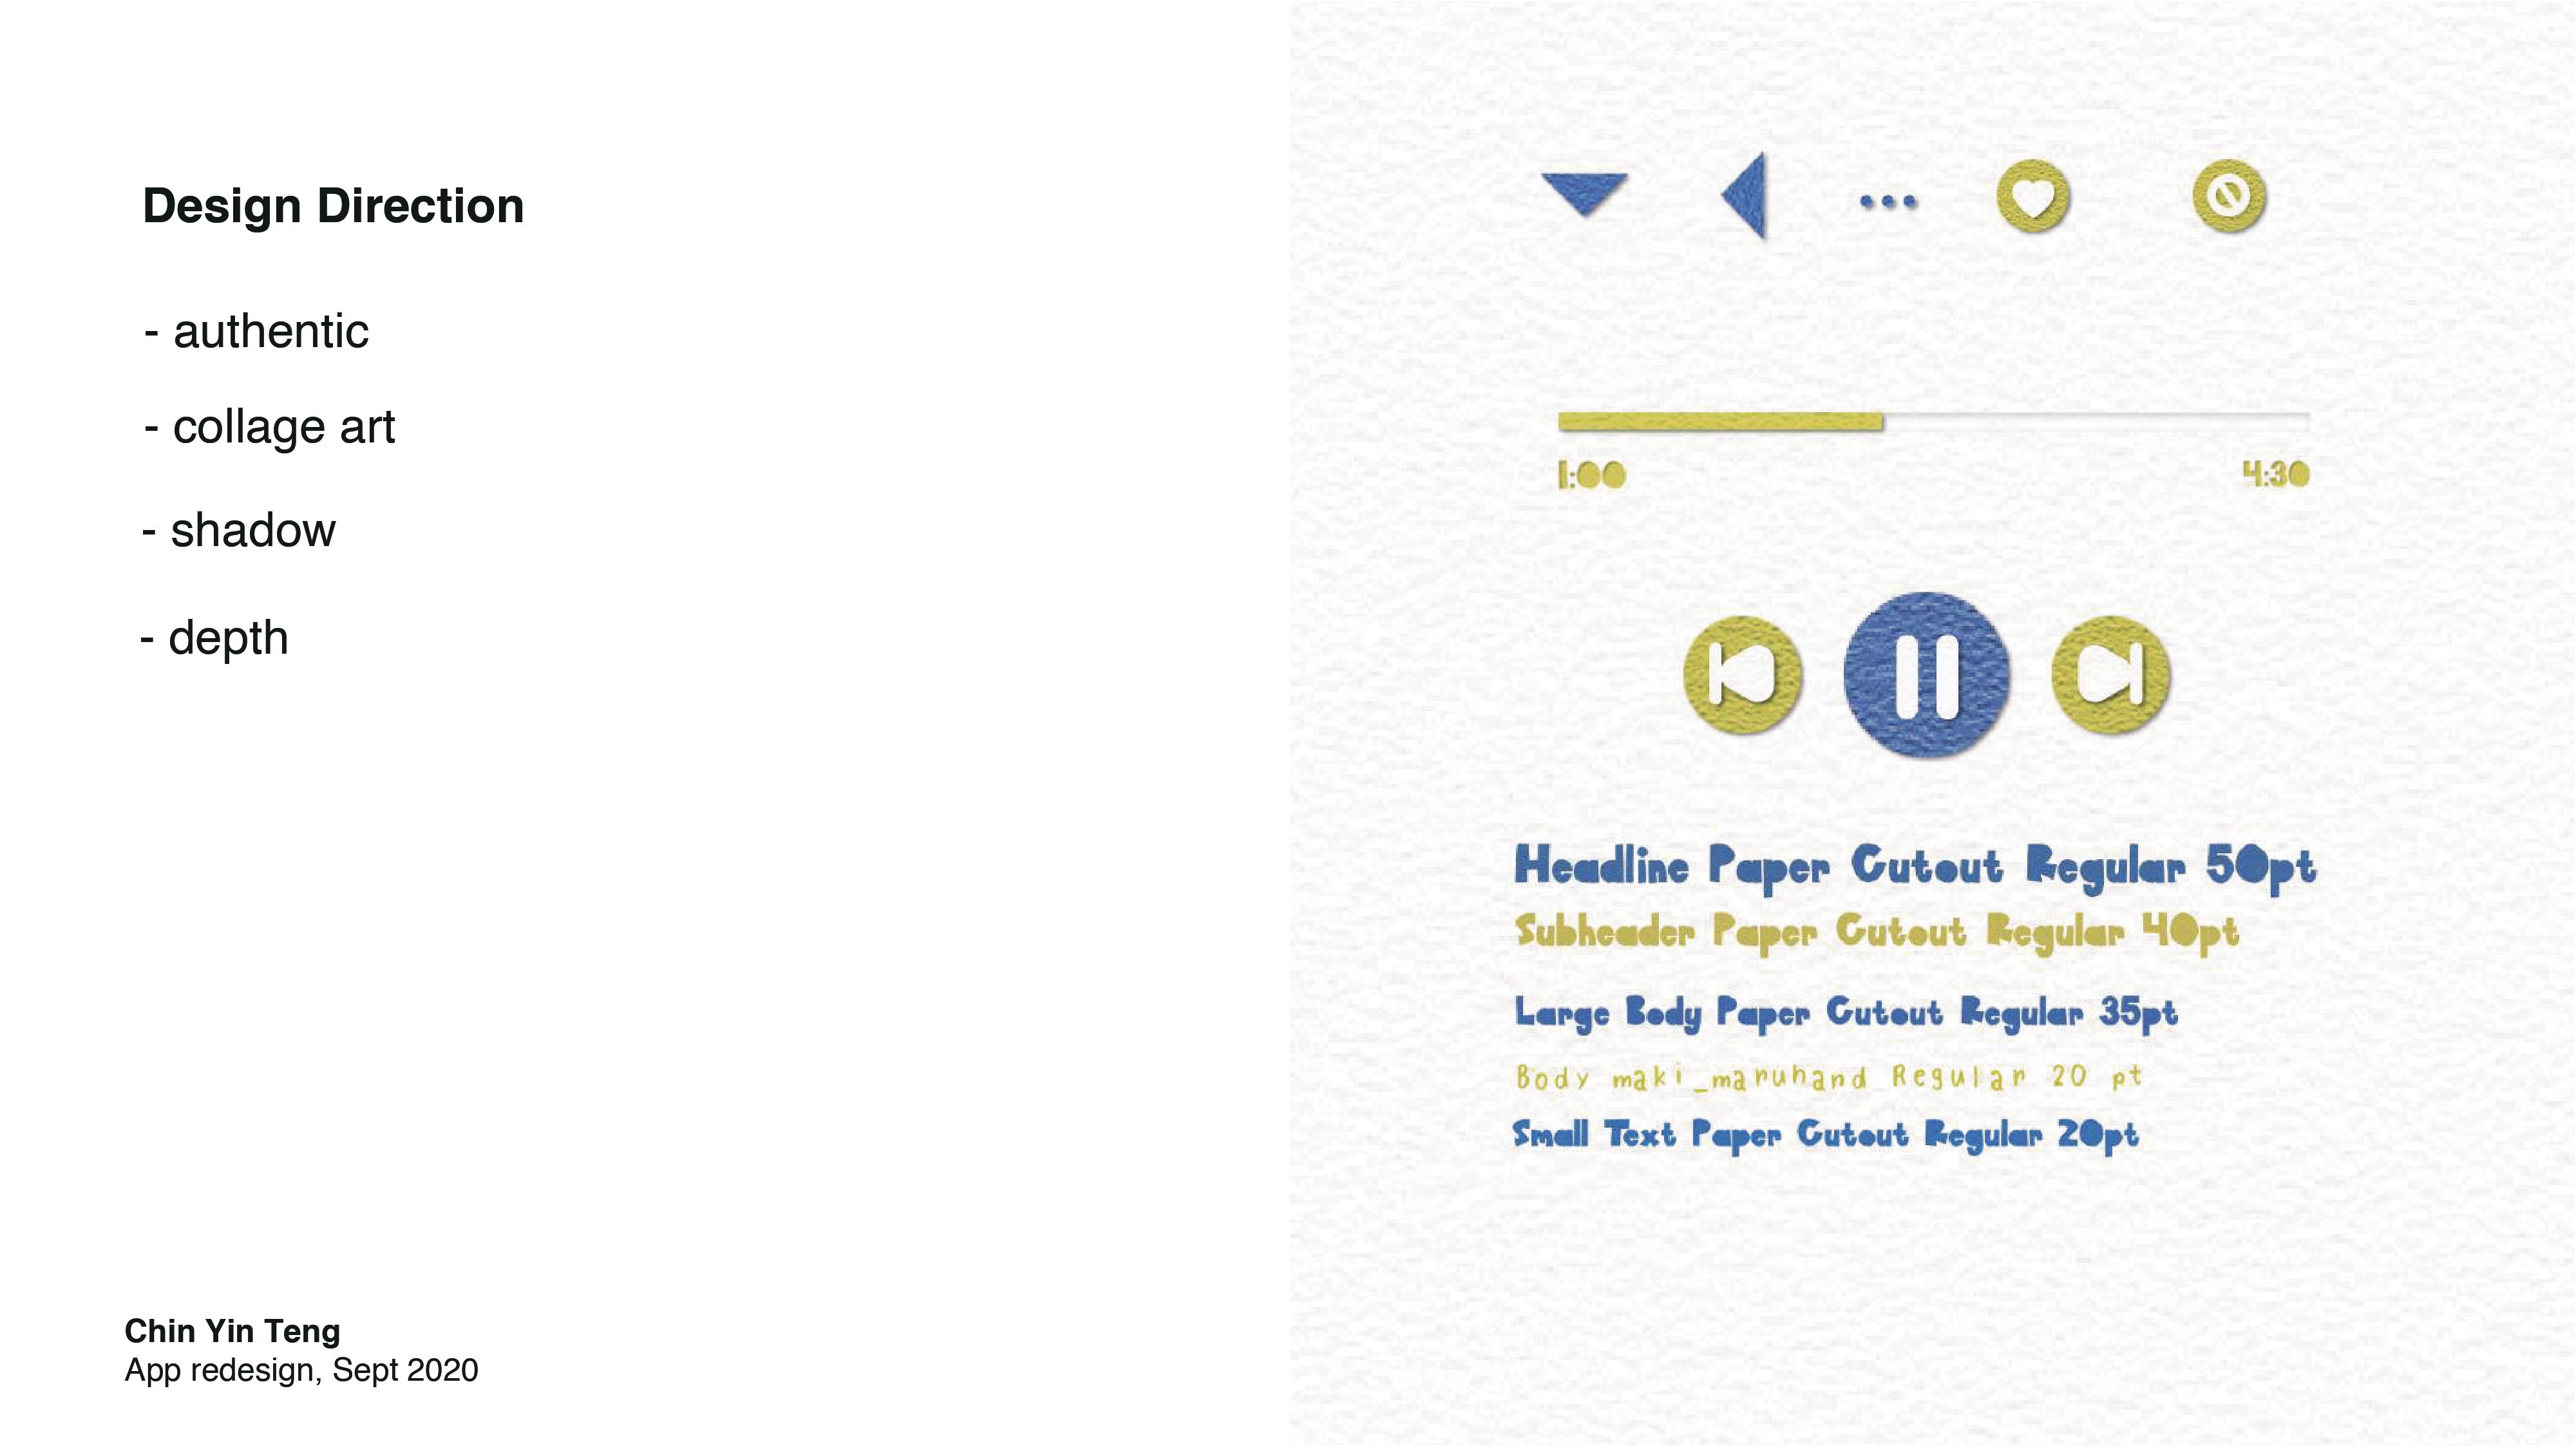 Design Direction
- authentic
- collage art
- shadow
- depth
Chin Yin Teng
App redesign, Sept 2020
1:00
4:30
Headline Paper Cutout Regular 50pt
Subheader Paper Cutout Regular 40pt
Large Body Paper Cutout Regular 35pt
Body maki_maruhand Regular 20 pt
Small Text Paper Cutout Regular 20pt